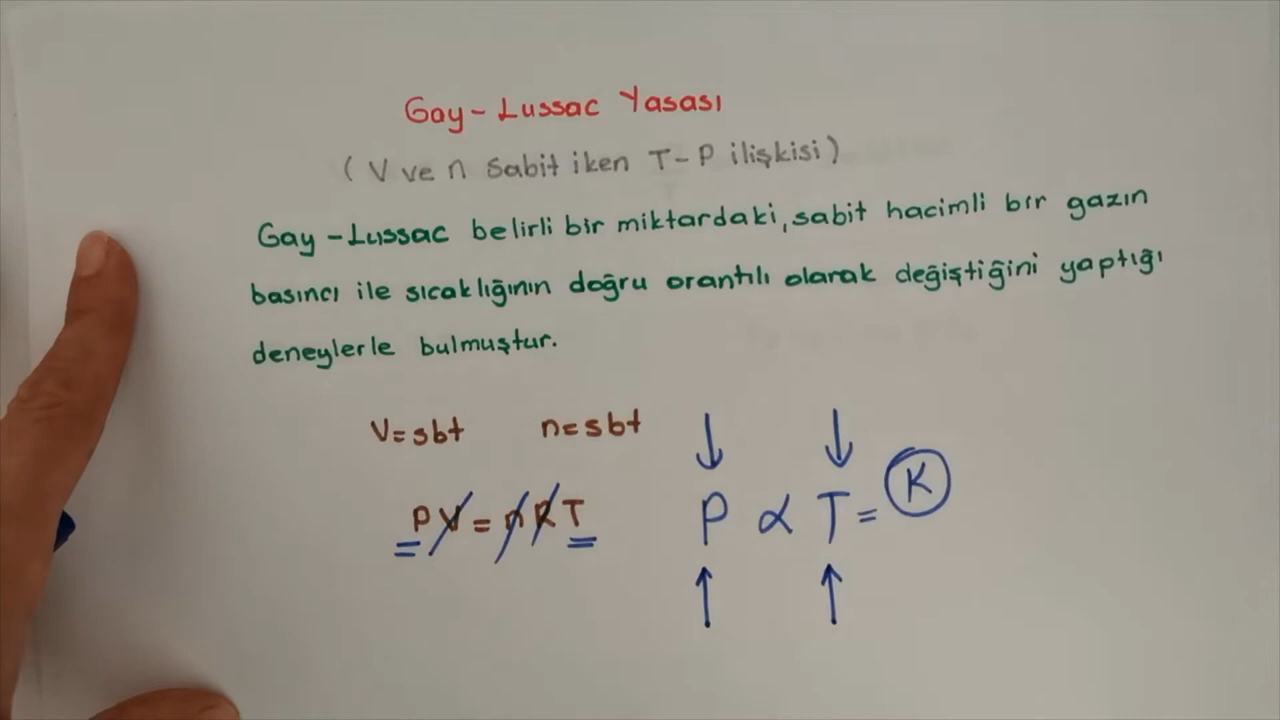 Gay-Lussac Yasası
(V ve n sabit iken T-P ilişkisi)
Gay-Lussac belirli bir miktardaki, sabit hacimli bir gazın
basıncı ile sıcaklığının doğru orantılı olarak değiştiğini yaptığı
deneylerle bulmuştur.
V=sbt n=sbt
↓ ↓
PV=nRT P ∝ T = K
↑ ↑